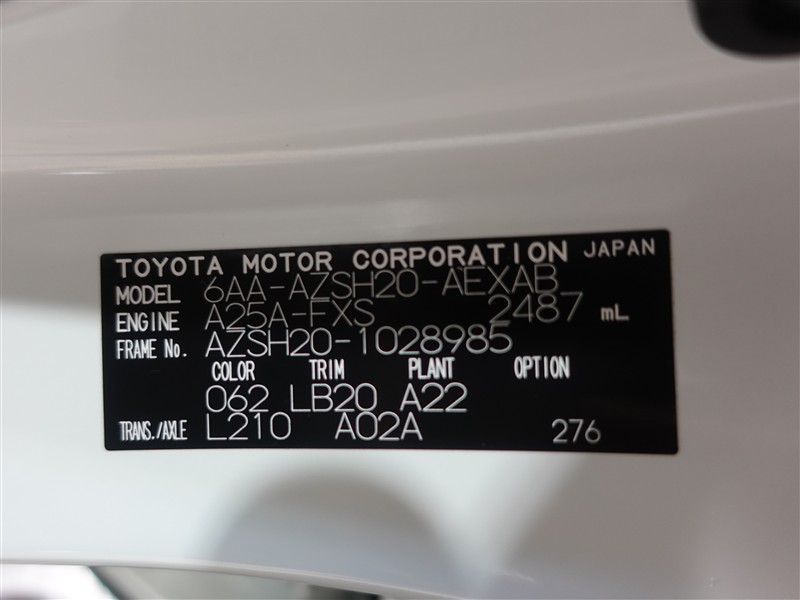 TOYOTA MOTOR CORPORATION JAPAN
MODEL 6AA-AZSH20-AEXAB
ENGINE A25A-FXS 2487 mL
FRAME No. AZSH20-1028985
COLOR TRIM PLANT OPTION
062 LB20 A22
TRANS./AXLE L210 A02A 276